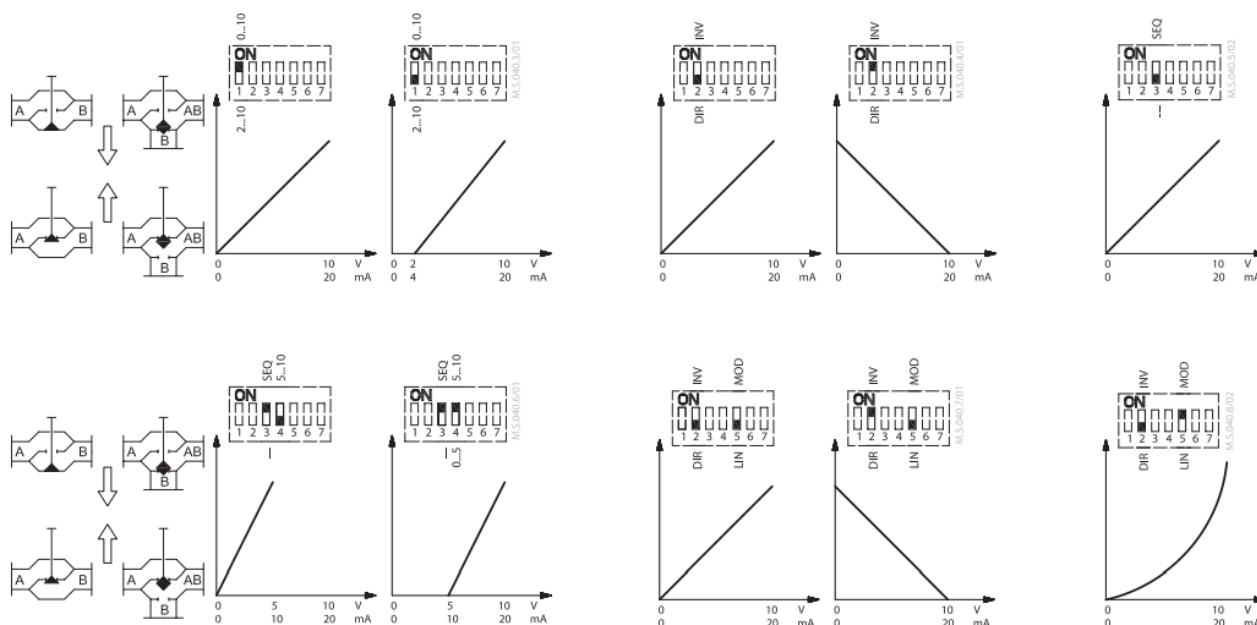 A B
A AB
B
A B
A AB
B
0...10
ON
1 2 3 4 5 6 7
2...10
0 10 V
0 20 mA
0...10
ON
1 2 3 4 5 6 7
2...10
M.S.040.3/01
0 2 10 V
0 4 20 mA
INV
ON
1 2 3 4 5 6 7
DIR
0 10 V
0 20 mA
INV
ON
1 2 3 4 5 6 7
DIR
M.S.040.4/01
0 10 V
0 20 mA
SEQ
ON
1 2 3 4 5 6 7
---
M.S.040.5/02
0 10 V
0 20 mA
A B
A AB
B
A B
A AB
B
SEQ 5...10
ON
1 2 3 4 5 6 7
—
0 5 10 V
0 10 20 mA
SEQ 5...10
ON
1 2 3 4 5 6 7
— 0...5
M.S.040.6/01
0 5 10 V
0 10 20 mA
INV MOD
ON
1 2 3 4 5 6 7
DIR LIN
0 10 V
0 20 mA
INV MOD
ON
1 2 3 4 5 6 7
DIR LIN
M.S.040.7/01
0 10 V
0 20 mA
INV MOD
ON
1 2 3 4 5 6 7
DIR LIN
M.S.040.8/02
0 10 V
0 20 mA